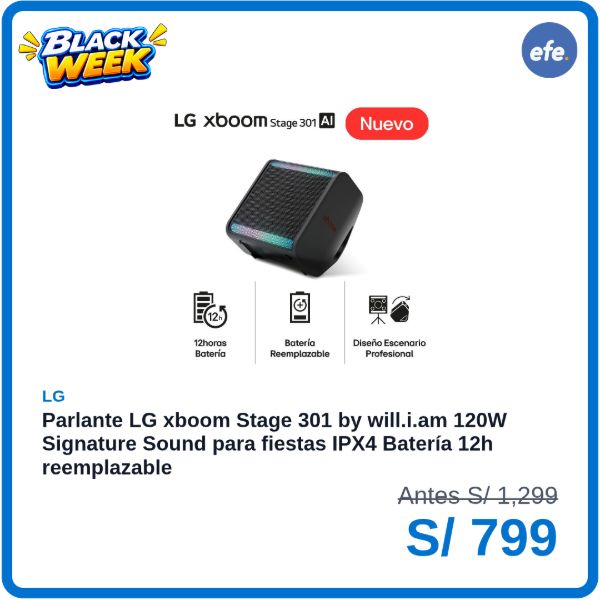 BLACK
WEEK
efe.
LG xboom Stage 301 AI
Nuevo
12h
12horas
Batería
Batería
Reemplazable
Diseño Escenario
Profesional
LG
Parlante LG xboom Stage 301 by will.i.am 120W
Signature Sound para fiestas IPX4 Batería 12h
reemplazable
Antes S/ 1,299
S/ 799